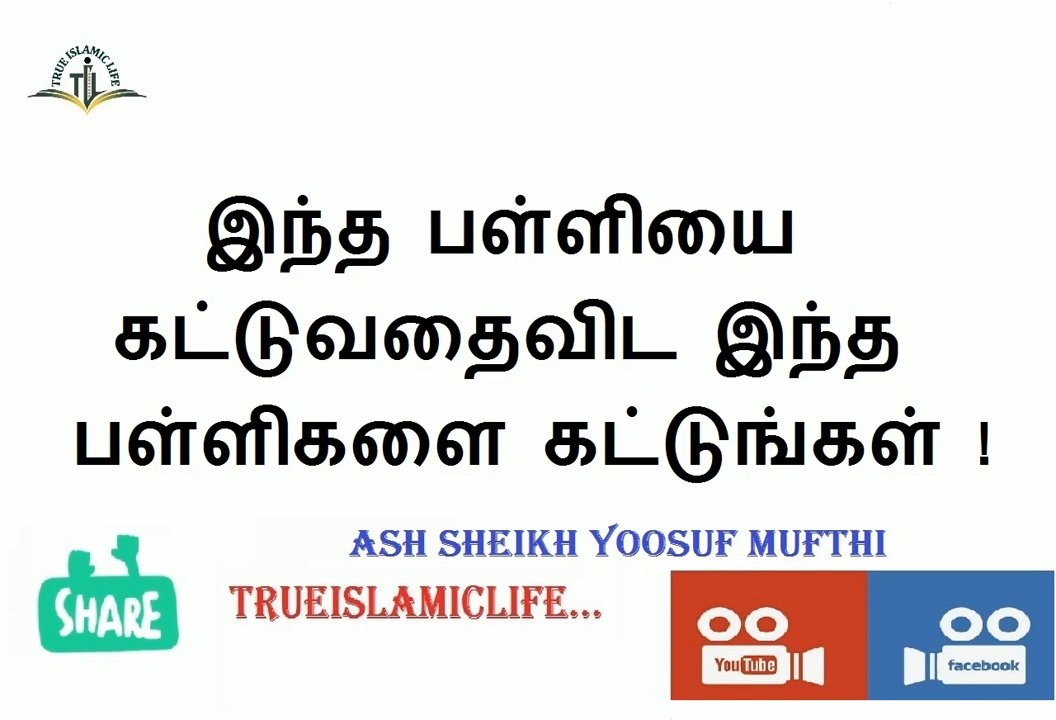 TRUE ISLAMIC LIFE
TIL
இந்த பள்ளியை
கட்டுவதைவிட இந்த
பள்ளிகளை கட்டுங்கள் !
ASH SHEIKH YOOSUF MUFTHI
SHARE
TRUEISLAMICLIFE...
YouTube
facebook